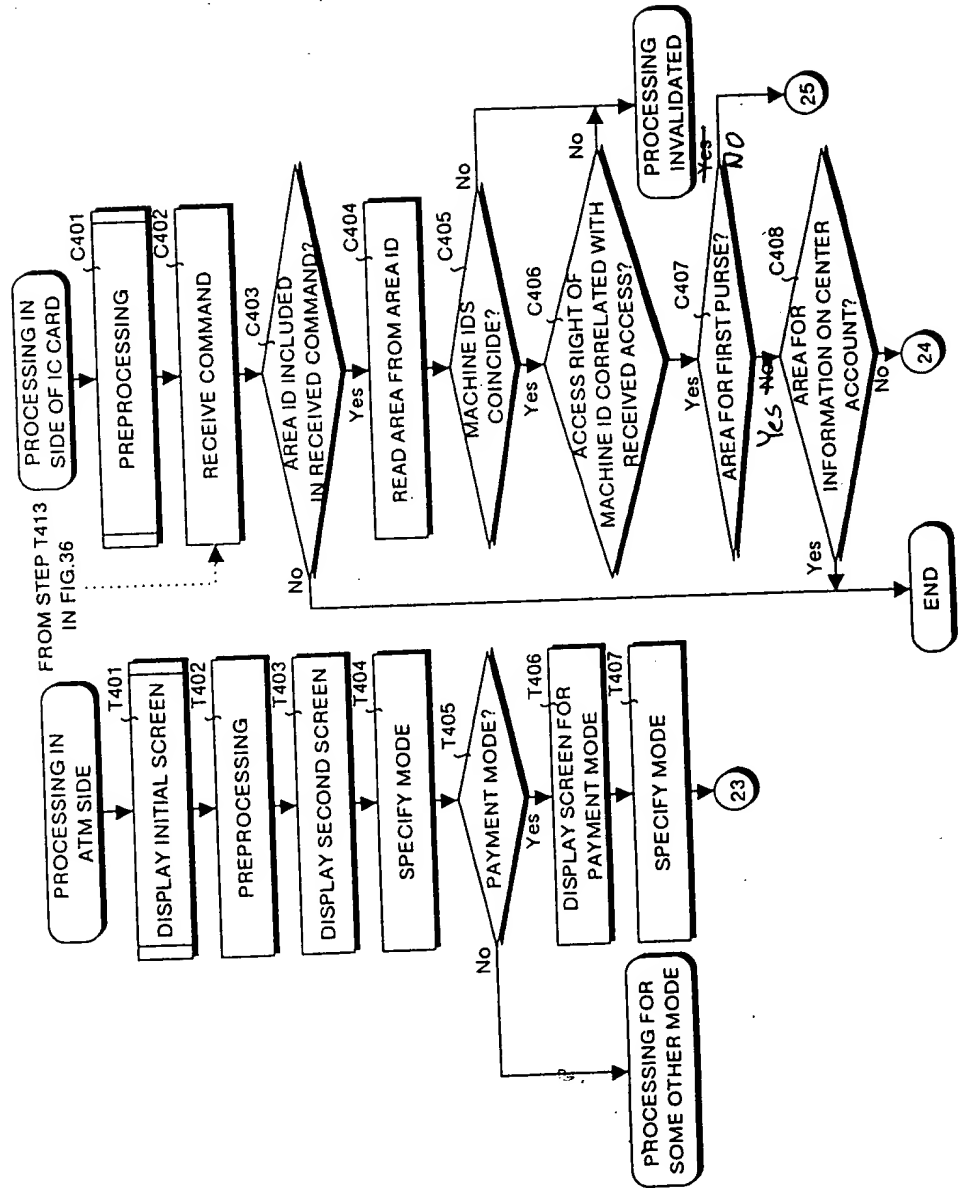 PROCESSING IN
ATM SIDE
T401
DISPLAY INITIAL SCREEN
T402
PREPROCESSING
T403
DISPLAY SECOND SCREEN
T404
SPECIFY MODE
T405
PAYMENT MODE?
No
Yes
PROCESSING FOR
SOME OTHER MODE
T406
DISPLAY SCREEN FOR
PAYMENT MODE
T407
SPECIFY MODE
23
FROM STEP T413
IN FIG.36
PROCESSING IN
SIDE OF IC CARD
C401
PREPROCESSING
C402
RECEIVE COMMAND
C403
AREA ID INCLUDED
IN RECEIVED COMMAND?
No
Yes
C404
READ AREA FROM AREA ID
C405
MACHINE IDS
COINCIDE?
No
Yes
C406
ACCESS RIGHT OF
MACHINE ID CORRELATED WITH
RECEIVED ACCESS?
No
PROCESSING
INVALIDATED
Yes
C407
AREA FOR FIRST PURSE?
Yes
NO
25
Yes No
C408
AREA FOR
INFORMATION ON CENTER
ACCOUNT?
Yes
No
24
END